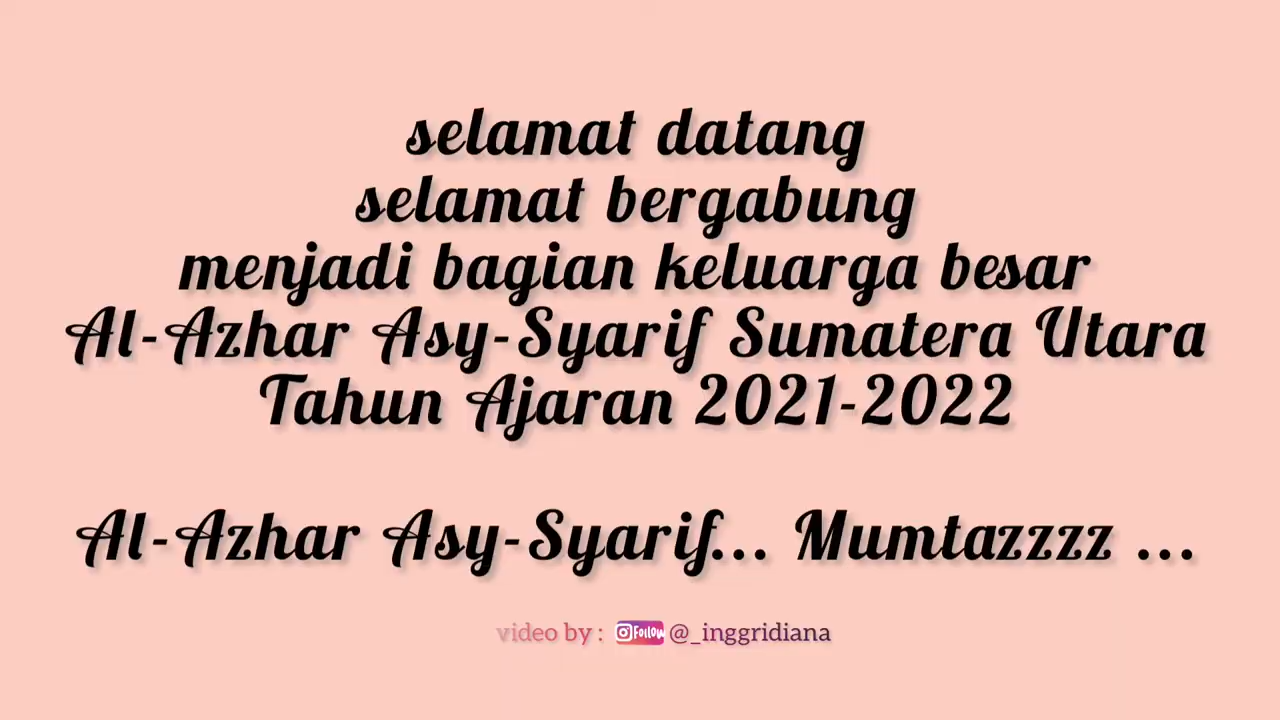 selamat datang
selamat bergabung
menjadi bagian keluarga besar
Al-Azhar Asy-Syarif Sumatera Utara
Tahun Ajaran 2021-2022
Al-Azhar Asy-Syarif... Mumtazzzz ...
video by : Follow @_inggridiana